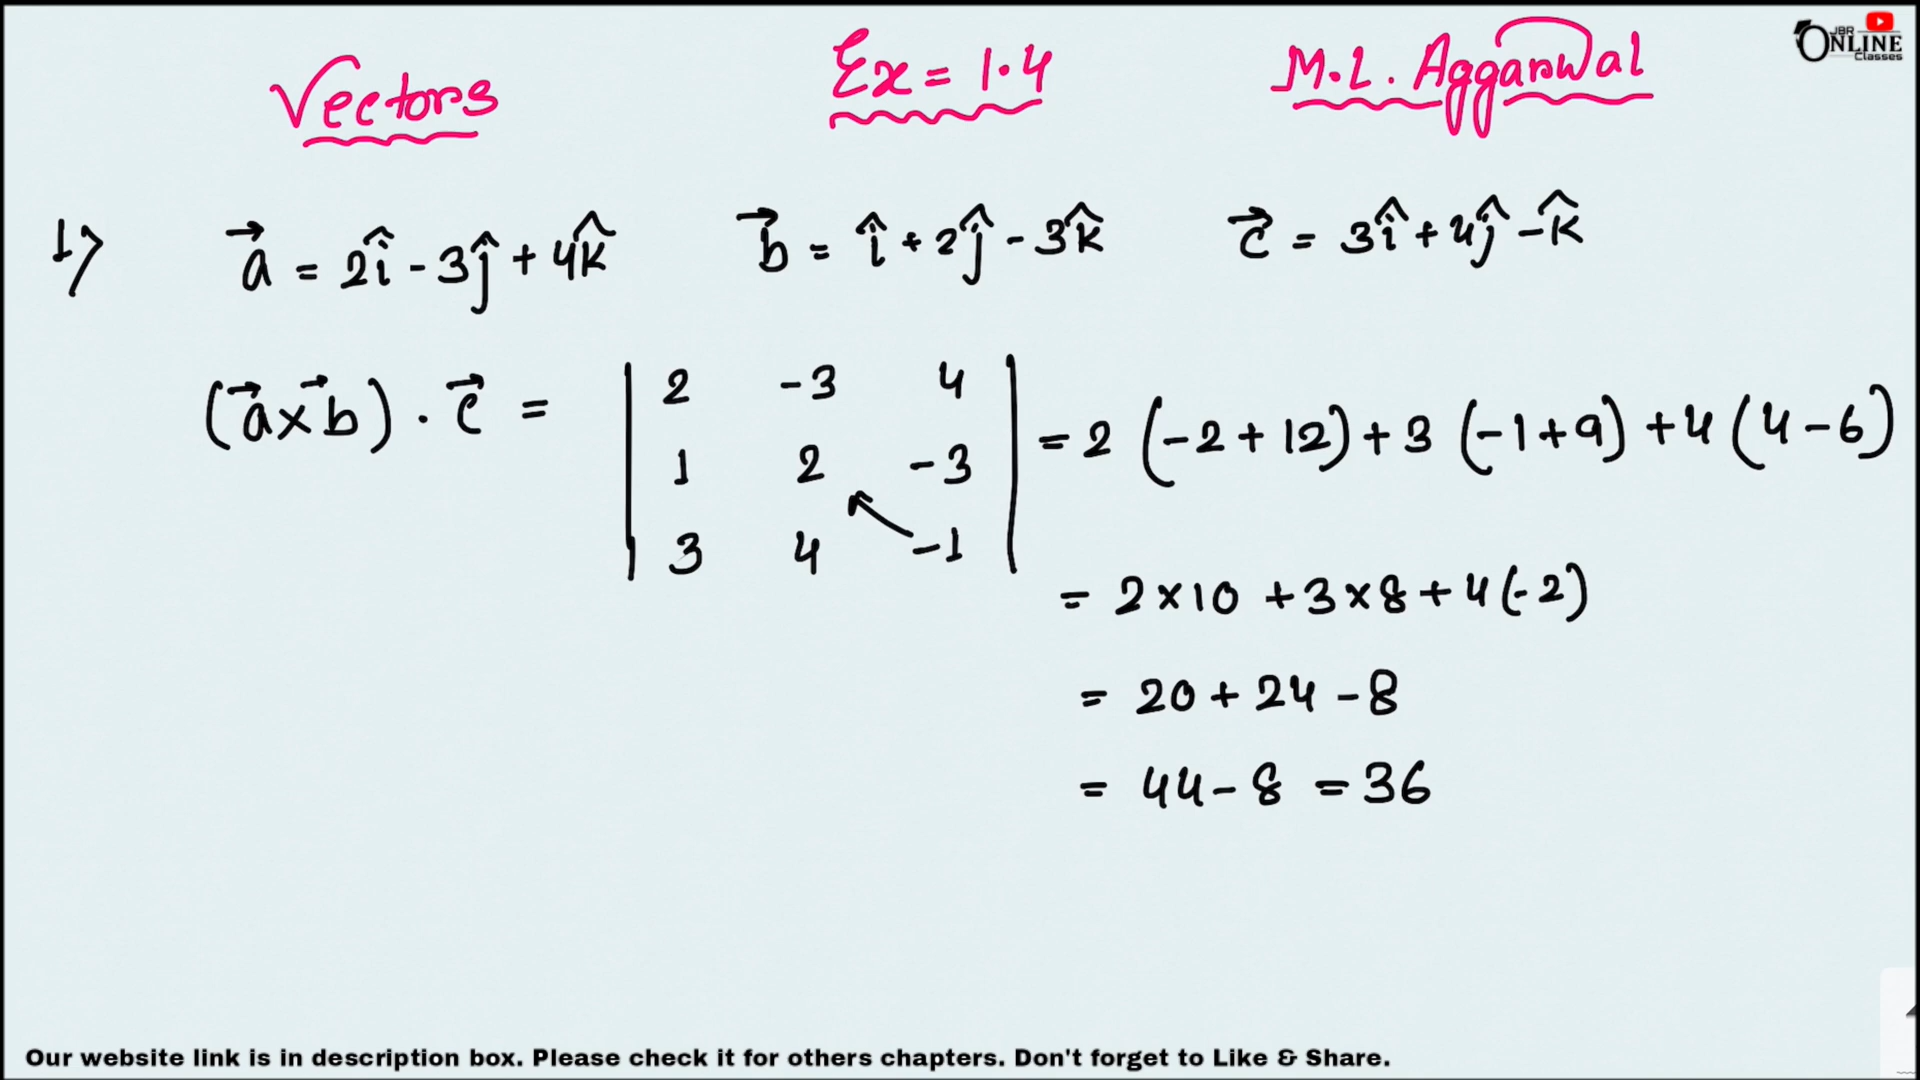 Vectors Ex = 1.4 M.L. Aggarwal
JBR ONLINE Classes
1) a⃗ = 2î - 3ĵ + 4k̂ b⃗ = î + 2ĵ - 3k̂ c⃗ = 3î + 4ĵ - k̂
(a⃗ × b⃗) . c⃗ = | 2 -3 4 | = 2 (-2 + 12) + 3 (-1 + 9) + 4 (4 - 6)
| 1 2 -3 |
| 3 4 -1 |
= 2 × 10 + 3 × 8 + 4 (-2)
= 20 + 24 - 8
= 44 - 8 = 36
Our website link is in description box. Please check it for others chapters. Don't forget to Like & Share.